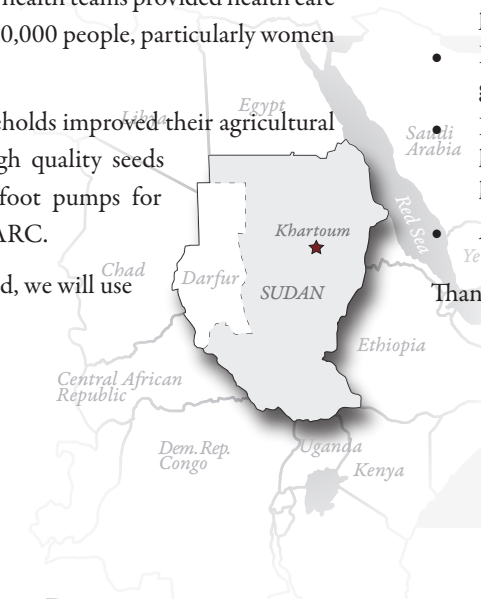 health teams provided health care
0,000 people, particularly women
eholds improved their agricultural
gh quality seeds
foot pumps for
ARC.
d, we will use
Libya
Egypt
Saudi
Arabia
Red Sea
Khartoum
Chad
Darfur
SUDAN
Ethiopia
Central African
Republic
Dem. Rep.
Congo
Uganda
Kenya
•
•
•
Than
Ye